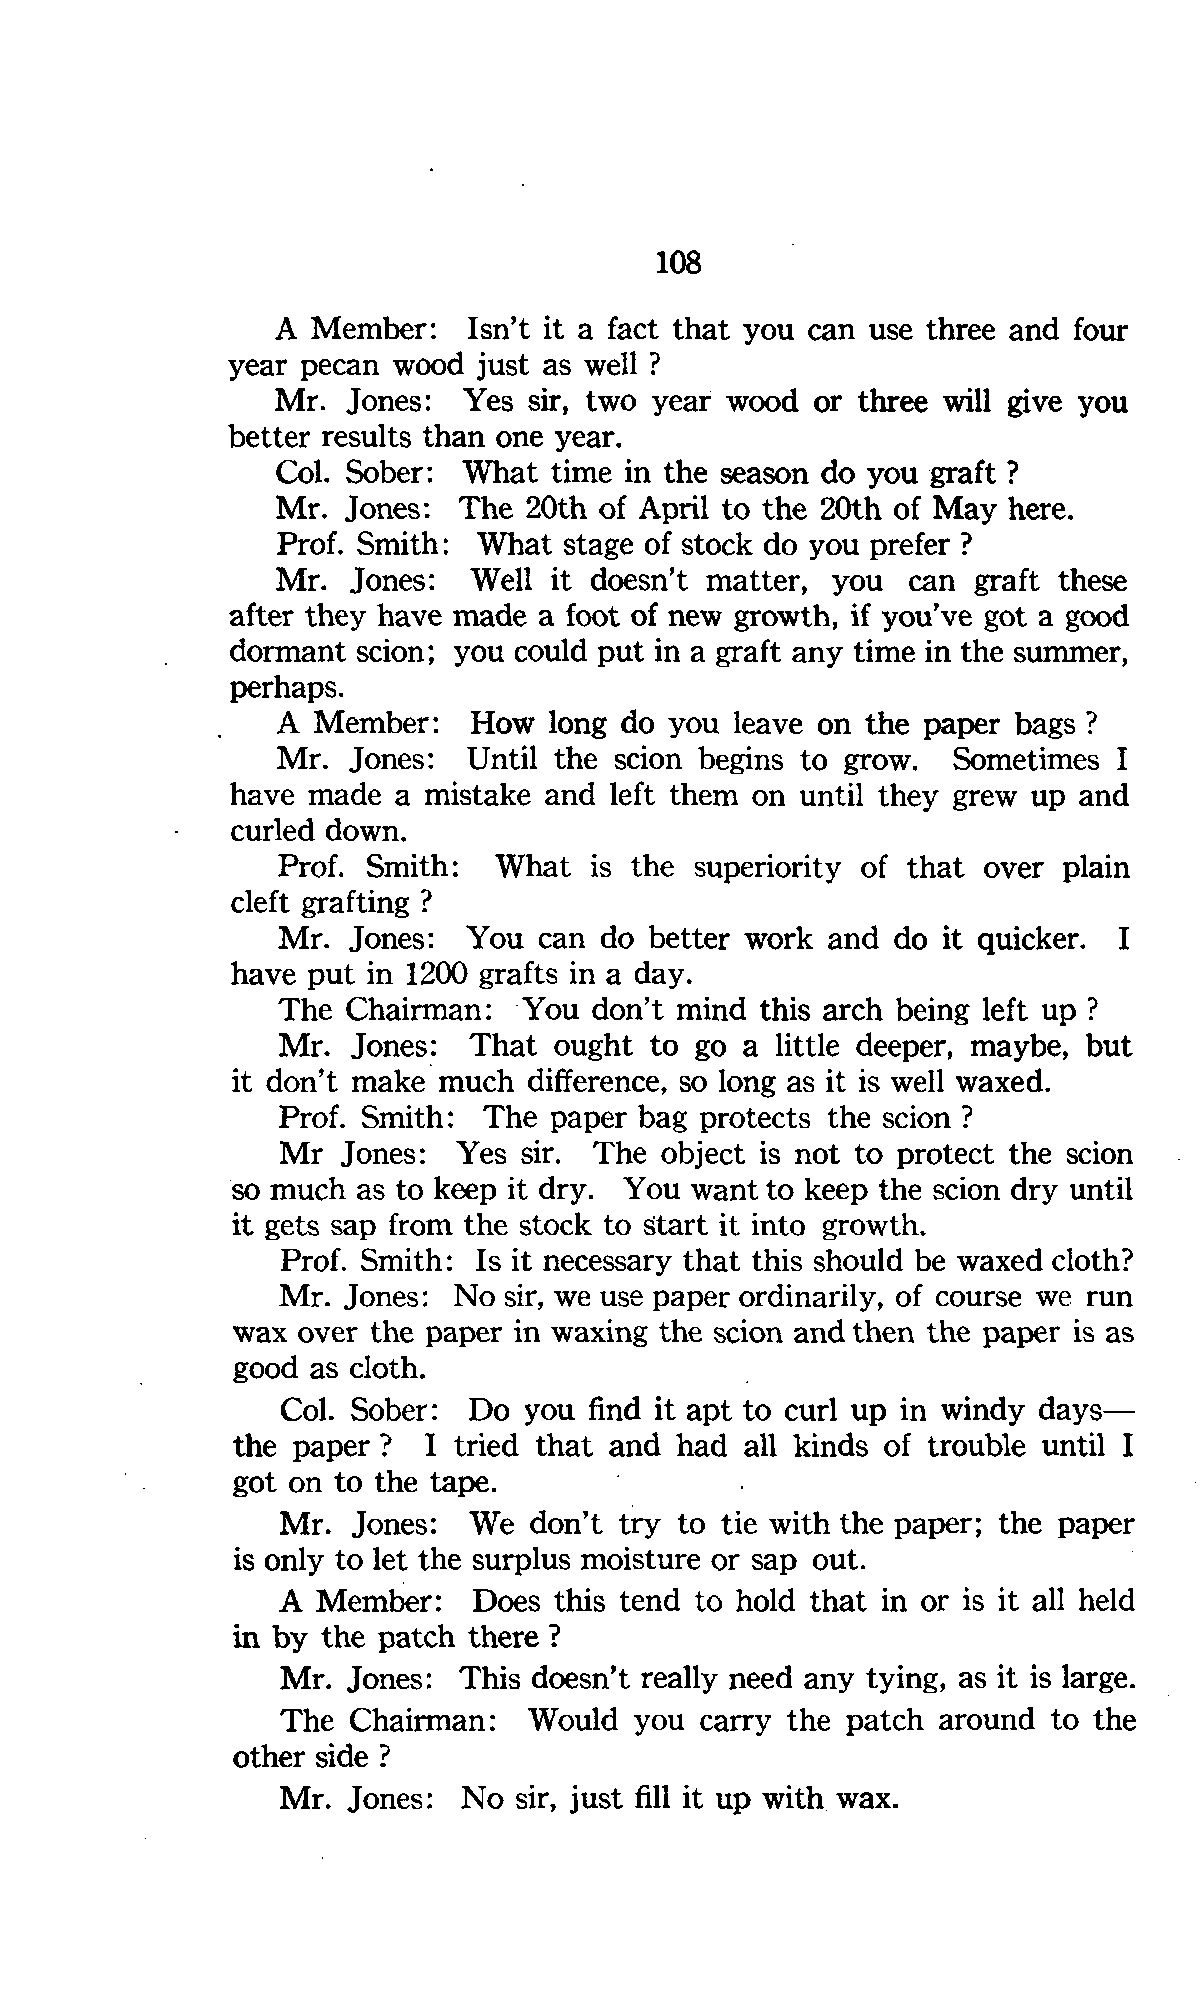 108
A Member: Isn't it a fact that you can use three and four
year pecan wood just as well ?
Mr. Jones: Yes sir, two year wood or three will give you
better results than one year.
Col. Sober: What time in the season do you graft ?
Mr. Jones: The 20th of April to the 20th of May here.
Prof. Smith: What stage of stock do you prefer ?
Mr. Jones: Well it doesn't matter, you can graft these
after they have made a foot of new growth, if you've got a good
dormant scion; you could put in a graft any time in the summer,
perhaps.
A Member: How long do you leave on the paper bags ?
Mr. Jones: Until the scion begins to grow. Sometimes I
have made a mistake and left them on until they grew up and
curled down.
Prof. Smith: What is the superiority of that over plain
cleft grafting ?
Mr. Jones: You can do better work and do it quicker. I
have put in 1200 grafts in a day.
The Chairman: You don't mind this arch being left up ?
Mr. Jones: That ought to go a little deeper, maybe, but
it don't make much difference, so long as it is well waxed.
Prof. Smith: The paper bag protects the scion ?
Mr Jones: Yes sir. The object is not to protect the scion
so much as to keep it dry. You want to keep the scion dry until
it gets sap from the stock to start it into growth.
Prof. Smith: Is it necessary that this should be waxed cloth?
Mr. Jones: No sir, we use paper ordinarily, of course we run
wax over the paper in waxing the scion and then the paper is as
good as cloth.
Col. Sober: Do you find it apt to curl up in windy days—
the paper ? I tried that and had all kinds of trouble until I
got on to the tape.
Mr. Jones: We don't try to tie with the paper; the paper
is only to let the surplus moisture or sap out.
A Member: Does this tend to hold that in or is it all held
in by the patch there ?
Mr. Jones: This doesn't really need any tying, as it is large.
The Chairman: Would you carry the patch around to the
other side ?
Mr. Jones: No sir, just fill it up with wax.